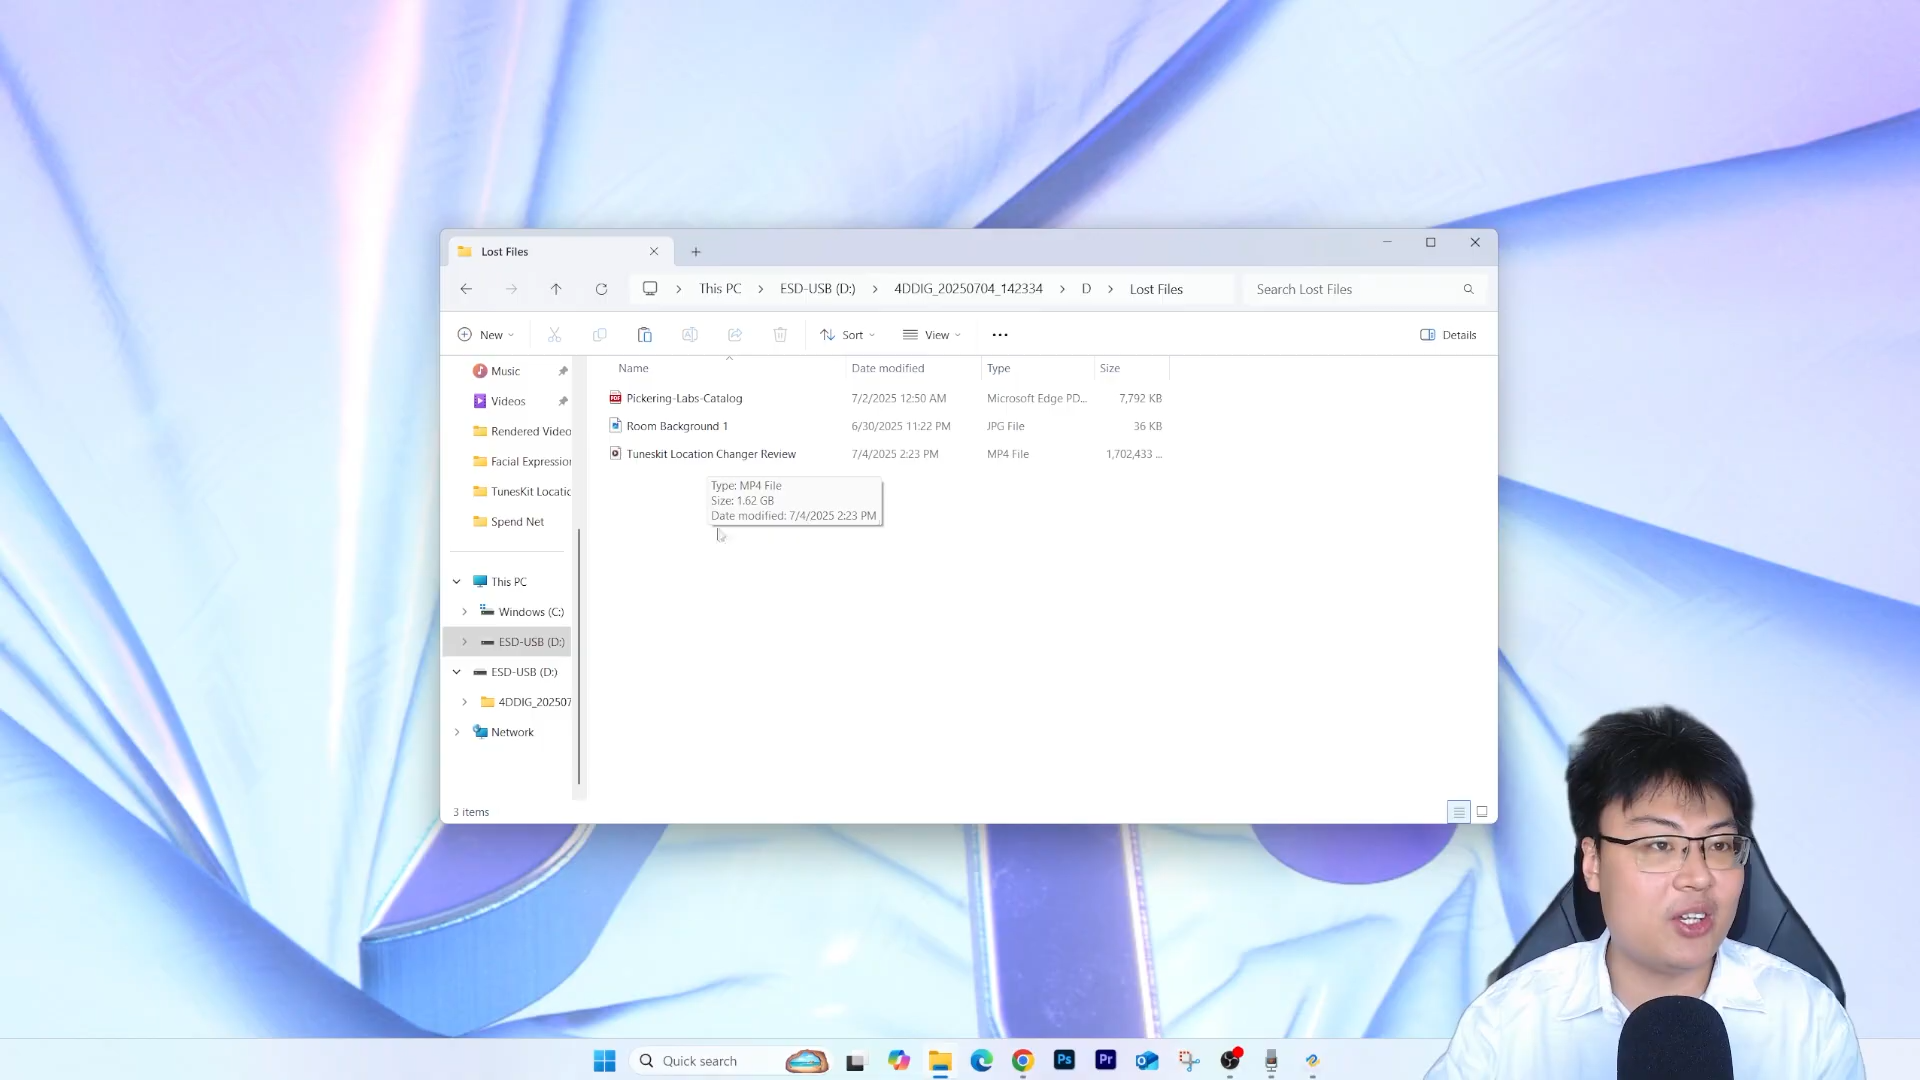 Lost Files
This PC
ESD-USB (D:)
4DDIG_20250704_142334
D
Lost Files
Search Lost Files
New
Sort
View
Details
Name
Date modified
Type
Size
Pickering-Labs-Catalog
7/2/2025 12:50 AM
Microsoft Edge PD...
7,792 KB
Room Background 1
6/30/2025 11:22 PM
JPG File
36 KB
Tuneskit Location Changer Review
7/4/2025 2:23 PM
MP4 File
1,702,433 ...
Type: MP4 File
Size: 1.62 GB
Date modified: 7/4/2025 2:23 PM
Music
Videos
Rendered Video
Facial Expression
TunesKit Locatic
Spend Net
This PC
Windows (C:)
ESD-USB (D:)
ESD-USB (D:)
4DDIG_202507
Network
3 items
Quick search
Ps
Pr